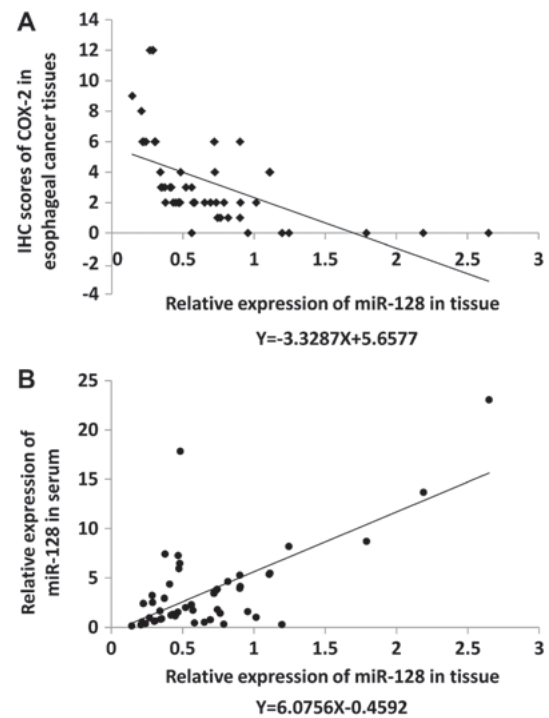 A
14
12
10
8
6
4
2
0
-2
-4
IHC scores of COX-2 in
esophageal cancer tissues
0 0.5 1 1.5 2 2.5 3
Relative expression of miR-128 in tissue
Y=-3.3287X+5.6577
B
25
20
15
10
5
0
Relative expression of
miR-128 in serum
0 0.5 1 1.5 2 2.5 3
Relative expression of miR-128 in tissue
Y=6.0756X-0.4592